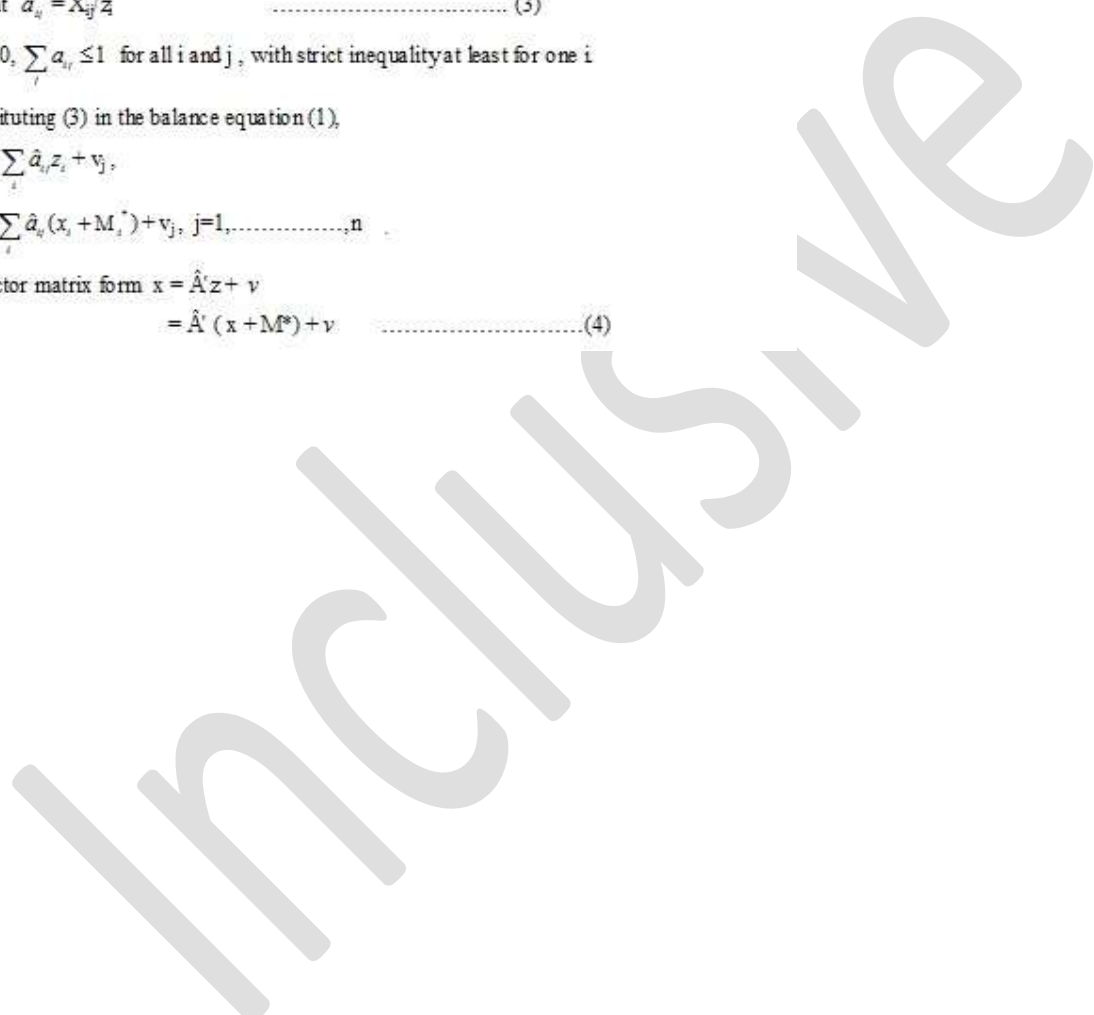 t a_ij = X_ij/z_i ............................... (3)
0, ∑_j a_ij ≤1 for all i and j , with strict inequality at least for one i
ituting (3) in the balance equation (1),
∑_i â_ij z_i + v_j ,
∑_i â_ij (x_i + M_i^*) + v_j, j=1,...............,n .
ctor matrix form x = Â'z + v
= Â' ( x + M*) + v ...........................(4)
Inclusive